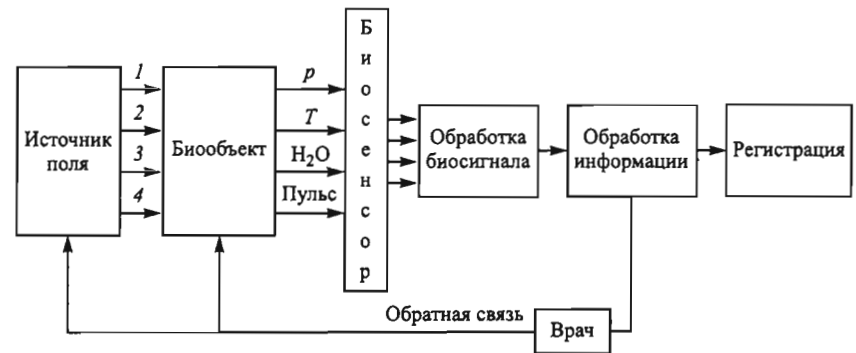 Источник
поля
1
2
3
4
Биообъект
p
T
H₂O
Пульс
Б
и
о
с
е
н
с
о
р
Обработка
биосигнала
Обработка
информации
Регистрация
Обратная связь
Врач